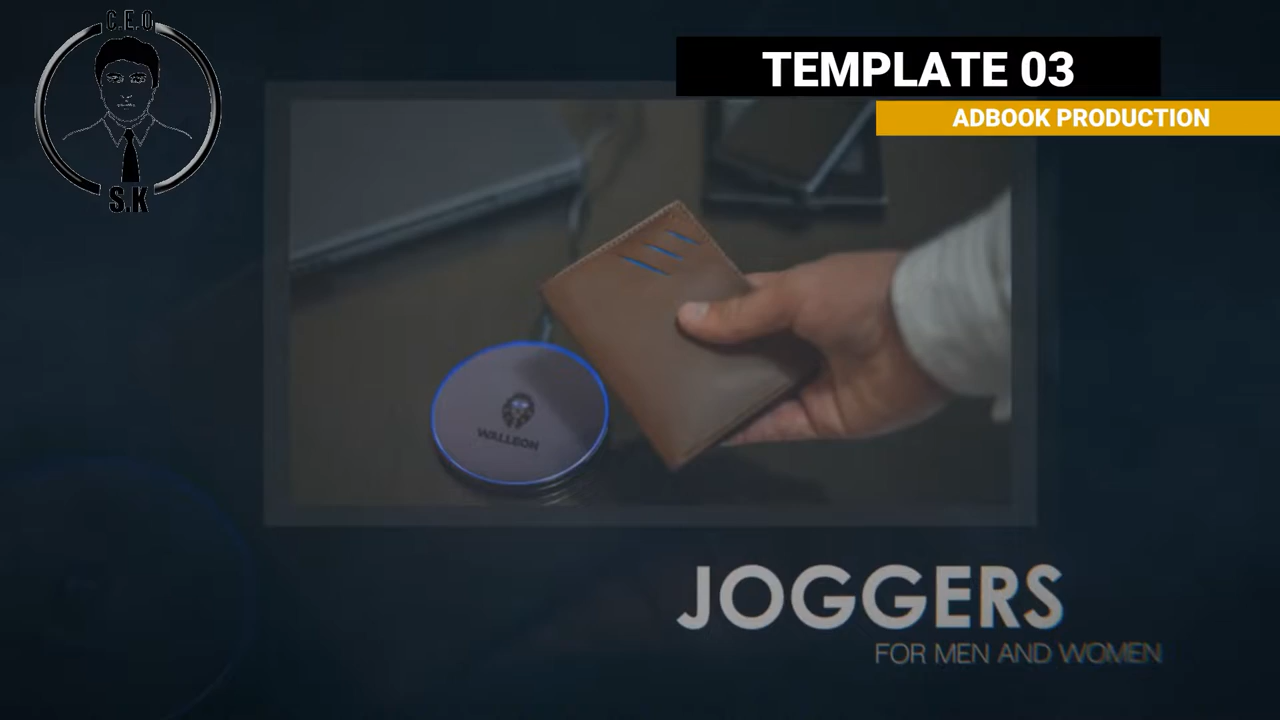 C.E.O
S.K
TEMPLATE 03
ADBOOK PRODUCTION
WALLEON
JOGGERS
FOR MEN AND WOMEN